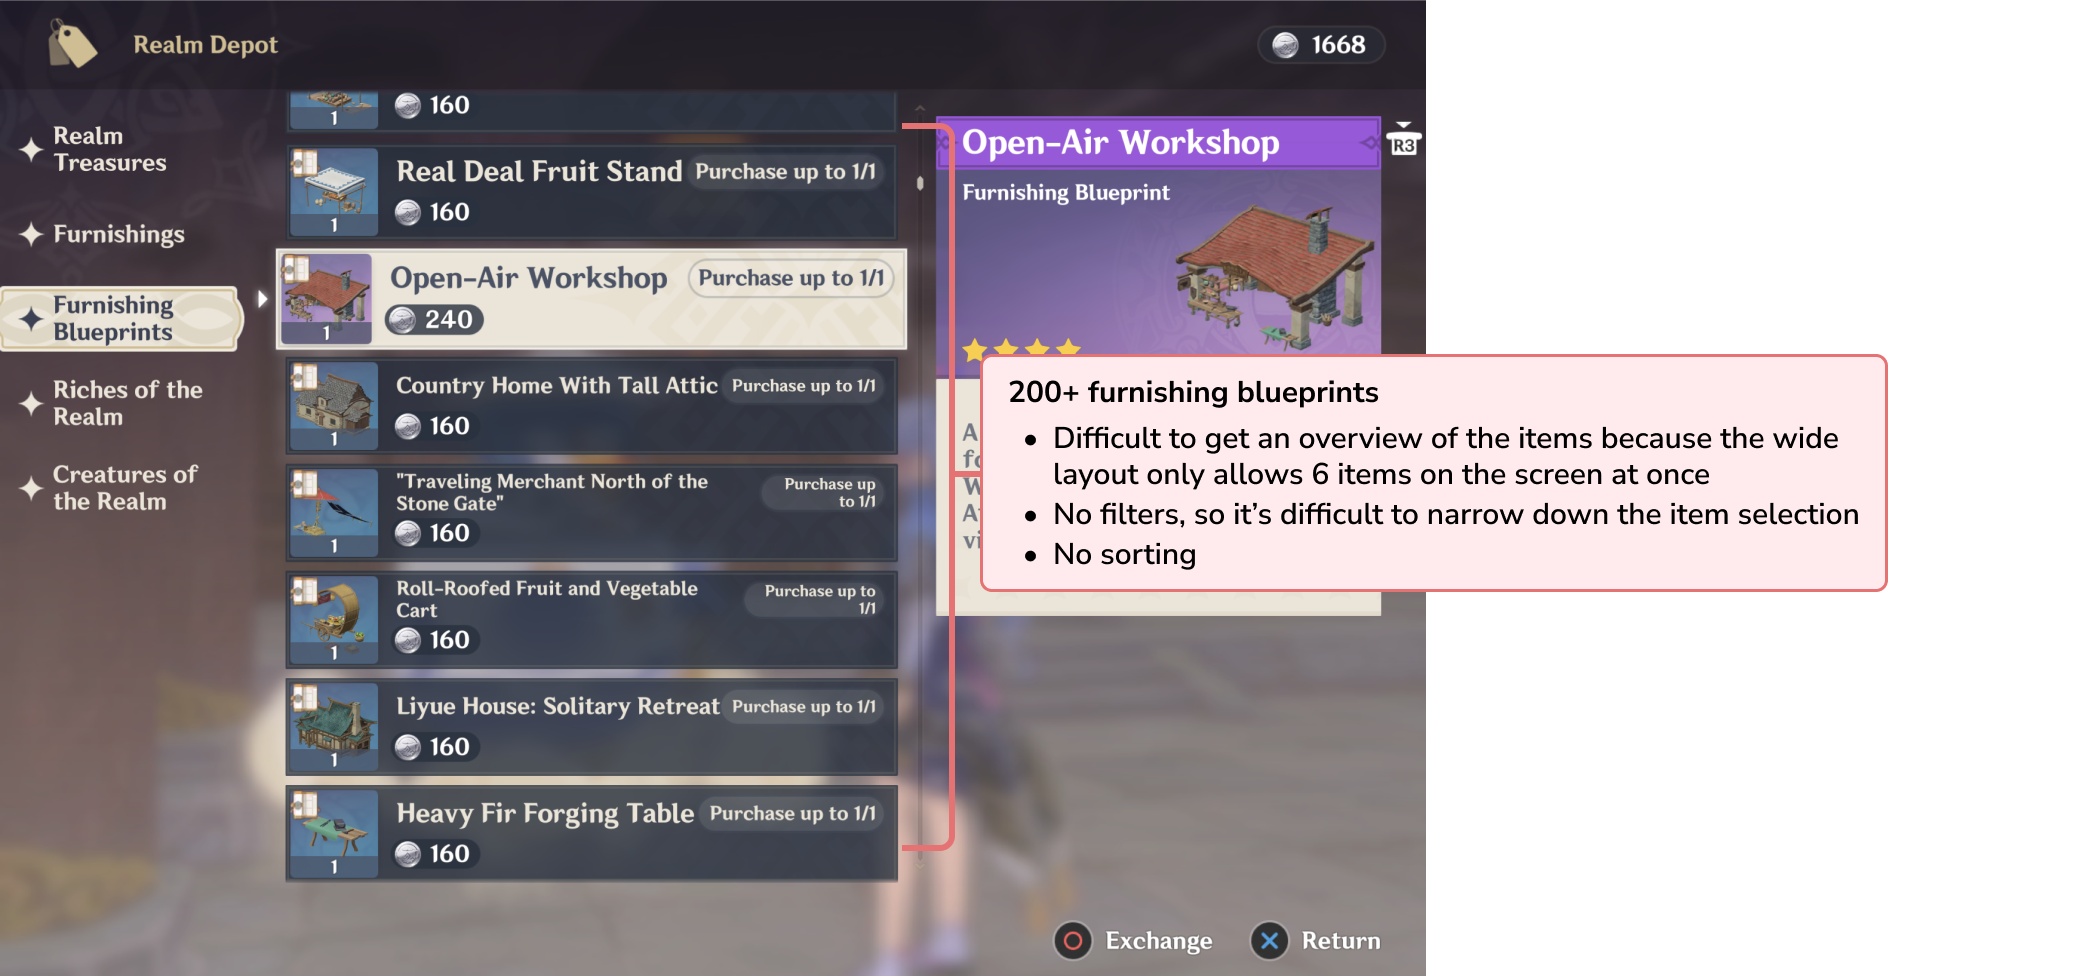 Realm Depot
1668
Realm
Treasures
Furnishings
Furnishing
Blueprints
Riches of the
Realm
Creatures of
the Realm
1
160
Real Deal Fruit Stand
Purchase up to 1/1
160
1
Open-Air Workshop
Purchase up to 1/1
240
1
Country Home With Tall Attic
Purchase up to 1/1
160
1
"Traveling Merchant North of the
Stone Gate"
Purchase up
to 1/1
160
1
Roll-Roofed Fruit and Vegetable
Cart
Purchase up to
1/1
160
1
Liyue House: Solitary Retreat
Purchase up to 1/1
160
1
Heavy Fir Forging Table
Purchase up to 1/1
160
1
Open-Air Workshop
R3
Furnishing Blueprint
200+ furnishing blueprints
• Difficult to get an overview of the items because the wide
layout only allows 6 items on the screen at once
• No filters, so it’s difficult to narrow down the item selection
• No sorting
Exchange
Return